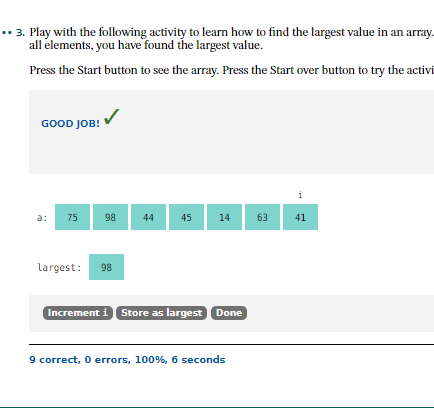 •• 3. Play with the following activity to learn how to find the largest value in an array.
all elements, you have found the largest value.
Press the Start button to see the array. Press the Start over button to try the activi
GOOD JOB! ✓
i
a: 75 98 44 45 14 63 41
largest: 98
Increment i Store as largest Done
9 correct, 0 errors, 100%, 6 seconds